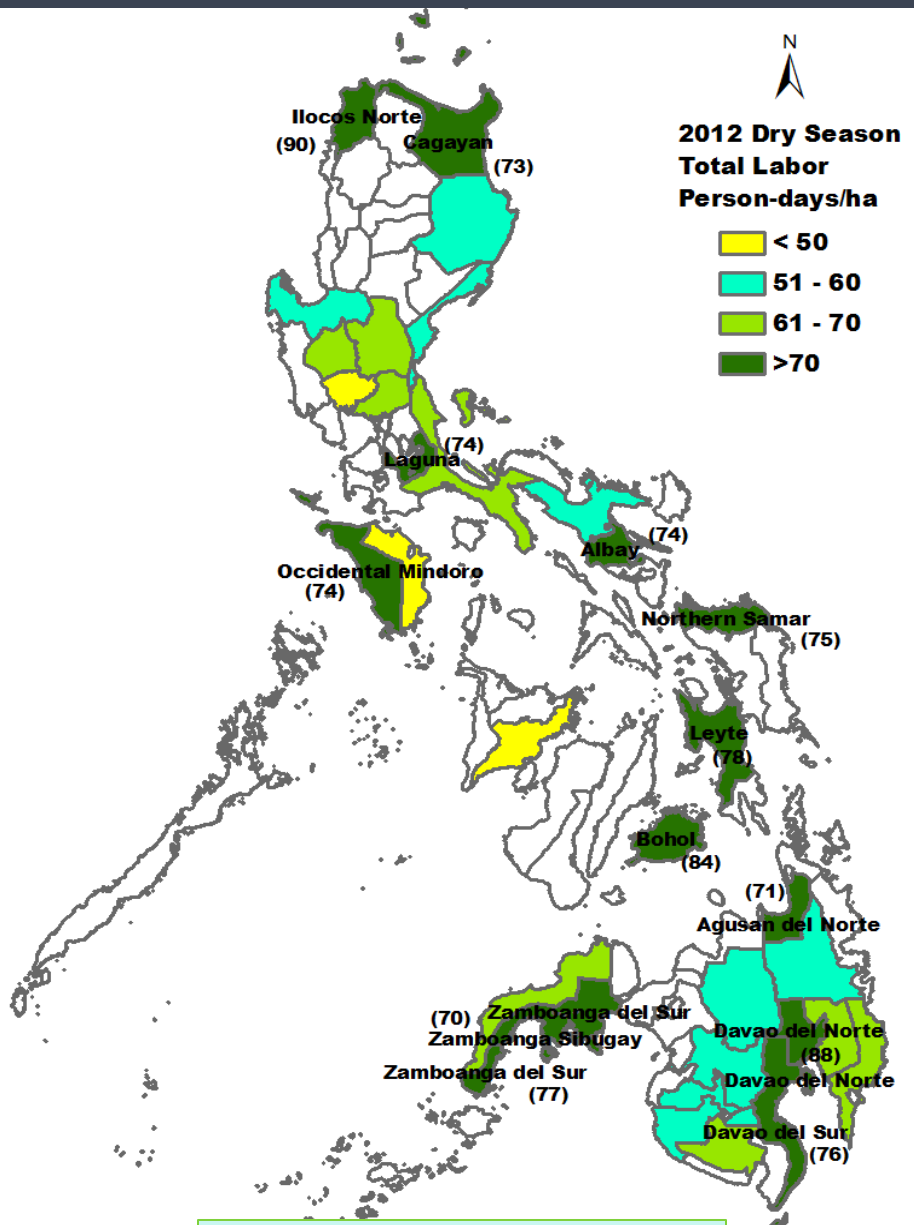 N
2012 Dry Season
Total Labor
Person-days/ha
< 50
51 - 60
61 - 70
>70
Ilocos Norte
(90)
Cagayan
(73)
(74)
Laguna
(74)
Albay
Occidental Mindoro
(74)
Northern Samar
(75)
Leyte
(78)
Bohol
(84)
(71)
Agusan del Norte
(70)
Zamboanga del Sur
Zamboanga Sibugay
Zamboanga del Sur
(77)
Davao del Norte
(88)
Davao del Norte
Davao del Sur
(76)